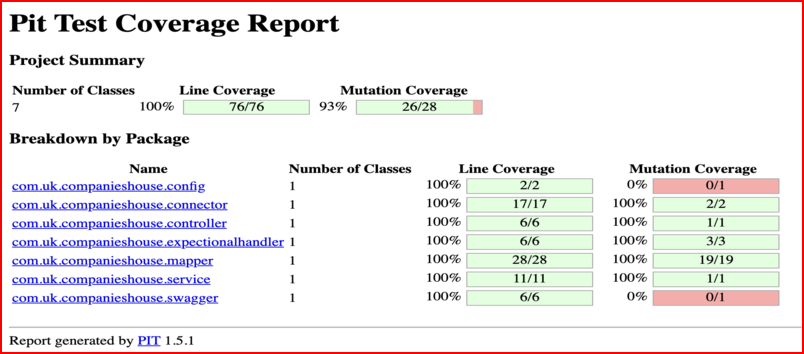 Pit Test Coverage Report
Project Summary
Number of Classes Line Coverage Mutation Coverage
7 100% 76/76 93% 26/28
Breakdown by Package
Name Number of Classes Line Coverage Mutation Coverage
com.uk.companieshouse.config 1 100% 2/2 0% 0/1
com.uk.companieshouse.connector 1 100% 17/17 100% 2/2
com.uk.companieshouse.controller 1 100% 6/6 100% 1/1
com.uk.companieshouse.expectionalhandler 1 100% 6/6 100% 3/3
com.uk.companieshouse.mapper 1 100% 28/28 100% 19/19
com.uk.companieshouse.service 1 100% 11/11 100% 1/1
com.uk.companieshouse.swagger 1 100% 6/6 0% 0/1
Report generated by PIT 1.5.1